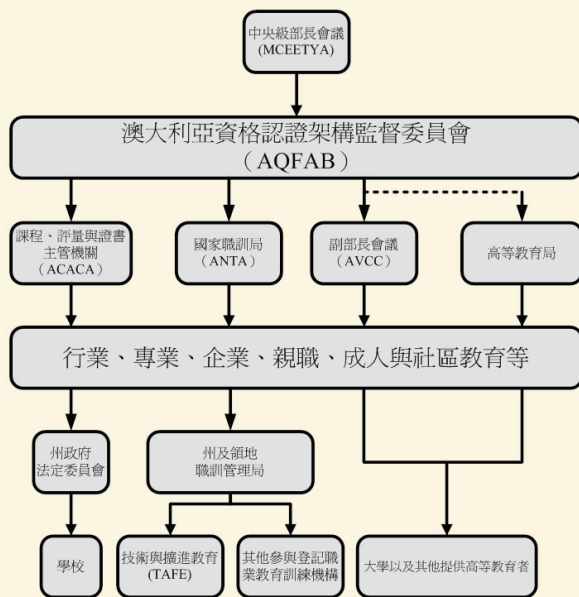 中央級部長會議
(MCEETYA)
澳大利亞資格認證架構監督委員會
（AQFAB）
課程、評量與證書
主管機關
(ACACA)
國家職訓局
(ANTA)
副部長會議
(AVCC)
高等教育局
行業、專業、企業、親職、成人與社區教育等
州政府
法定委員會
州及領地
職訓管理局
學校
技術與擴進教育
(TAFE)
其他參與登記職
業教育訓練機構
大學以及其他提供高等教育者